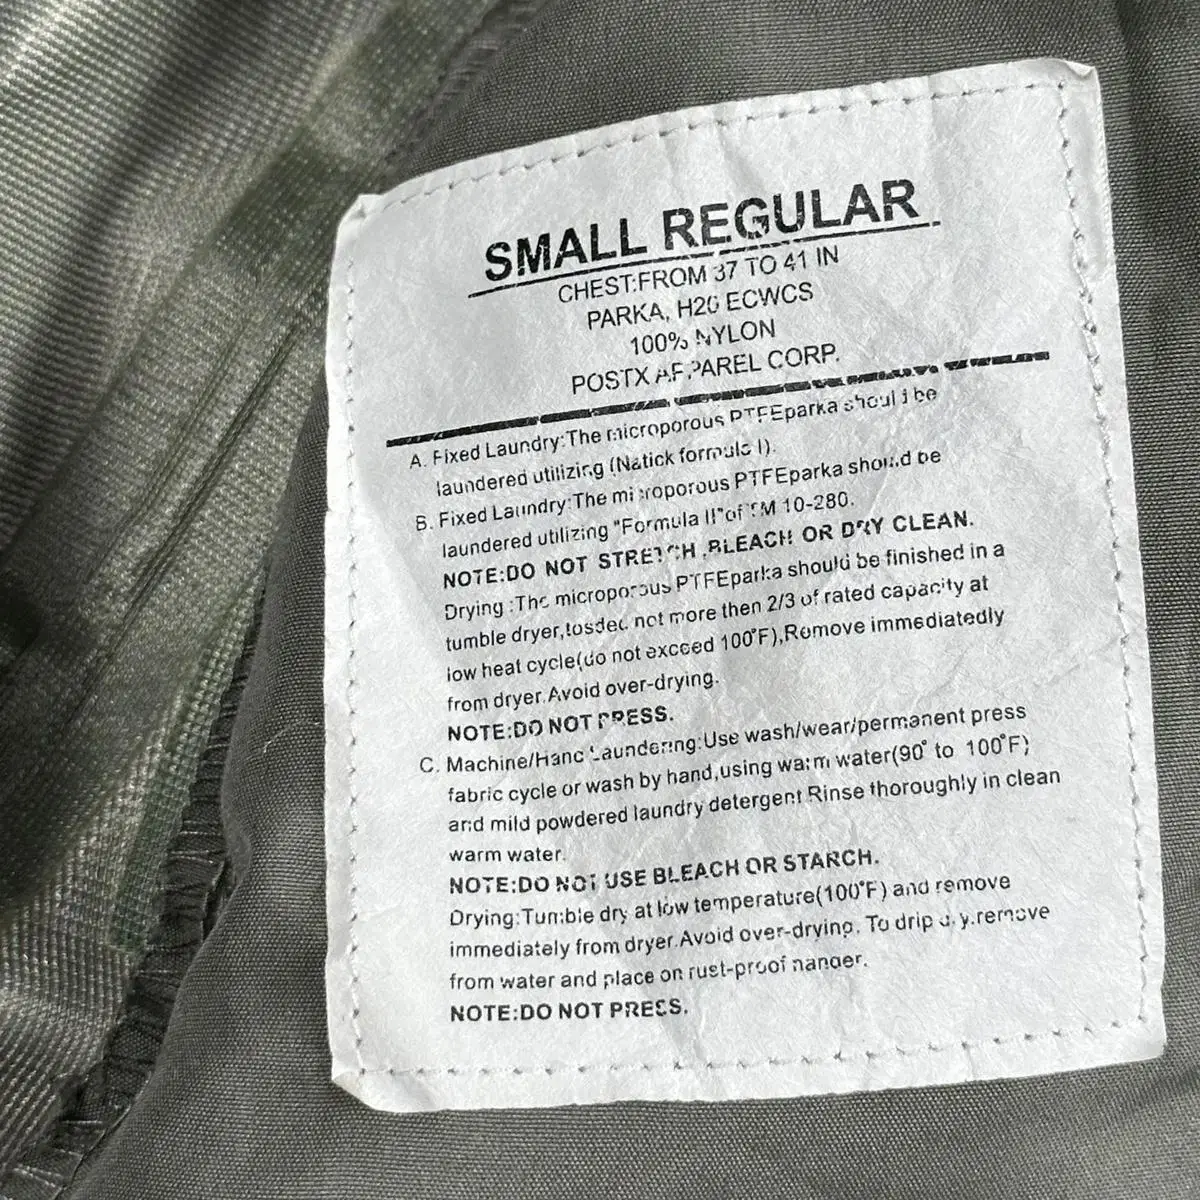 SMALL REGULAR
CHEST:FROM 37 TO 41 IN
PARKA, H20 ECWCS
100% NYLON
POSTX APPAREL CORP.
A. Fixed Laundry:The microporous PTFEparka should be
laundered utilizing (Natick formula I).
B. Fixed Laundry:The microporous PTFEparka should be
laundered utilizing "Formula II"of TM 10-280.
NOTE:DO NOT STRETCH ,BLEACH OR DRY CLEAN.
Drying :The microporous PTFEparka should be finished in a
tumble dryer, not more then 2/3 of rated capacity at
low heat cycle(do not exceed 100°F),Remove immediatedly
from dryer.Avoid over-drying.
NOTE:DO NOT PRESS.
C. Machine/Hand Laundering:Use wash/wear/permanent press
fabric cycle or wash by hand,using warm water(90° to 100°F)
and mild powdered laundry detergent Rinse thoroughly in clean
warm water.
NOTE:DO NOT USE BLEACH OR STARCH.
Drying:Tumble dry at low temperature(100°F) and remove
immediately from dryer.Avoid over-drying. To drip dry.remove
from water and place on rust-proof hanger.
NOTE:DO NOT PRESS.